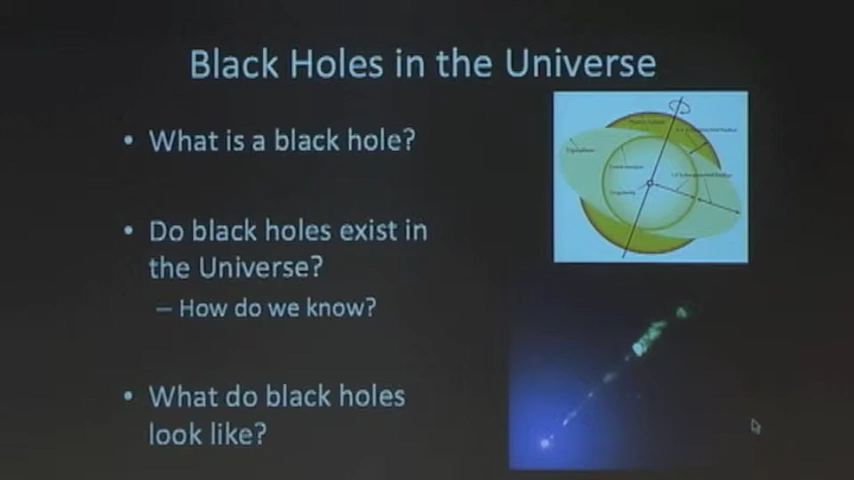 Black Holes in the Universe
• What is a black hole?
• Do black holes exist in
the Universe?
– How do we know?
• What do black holes
look like?
Singularity